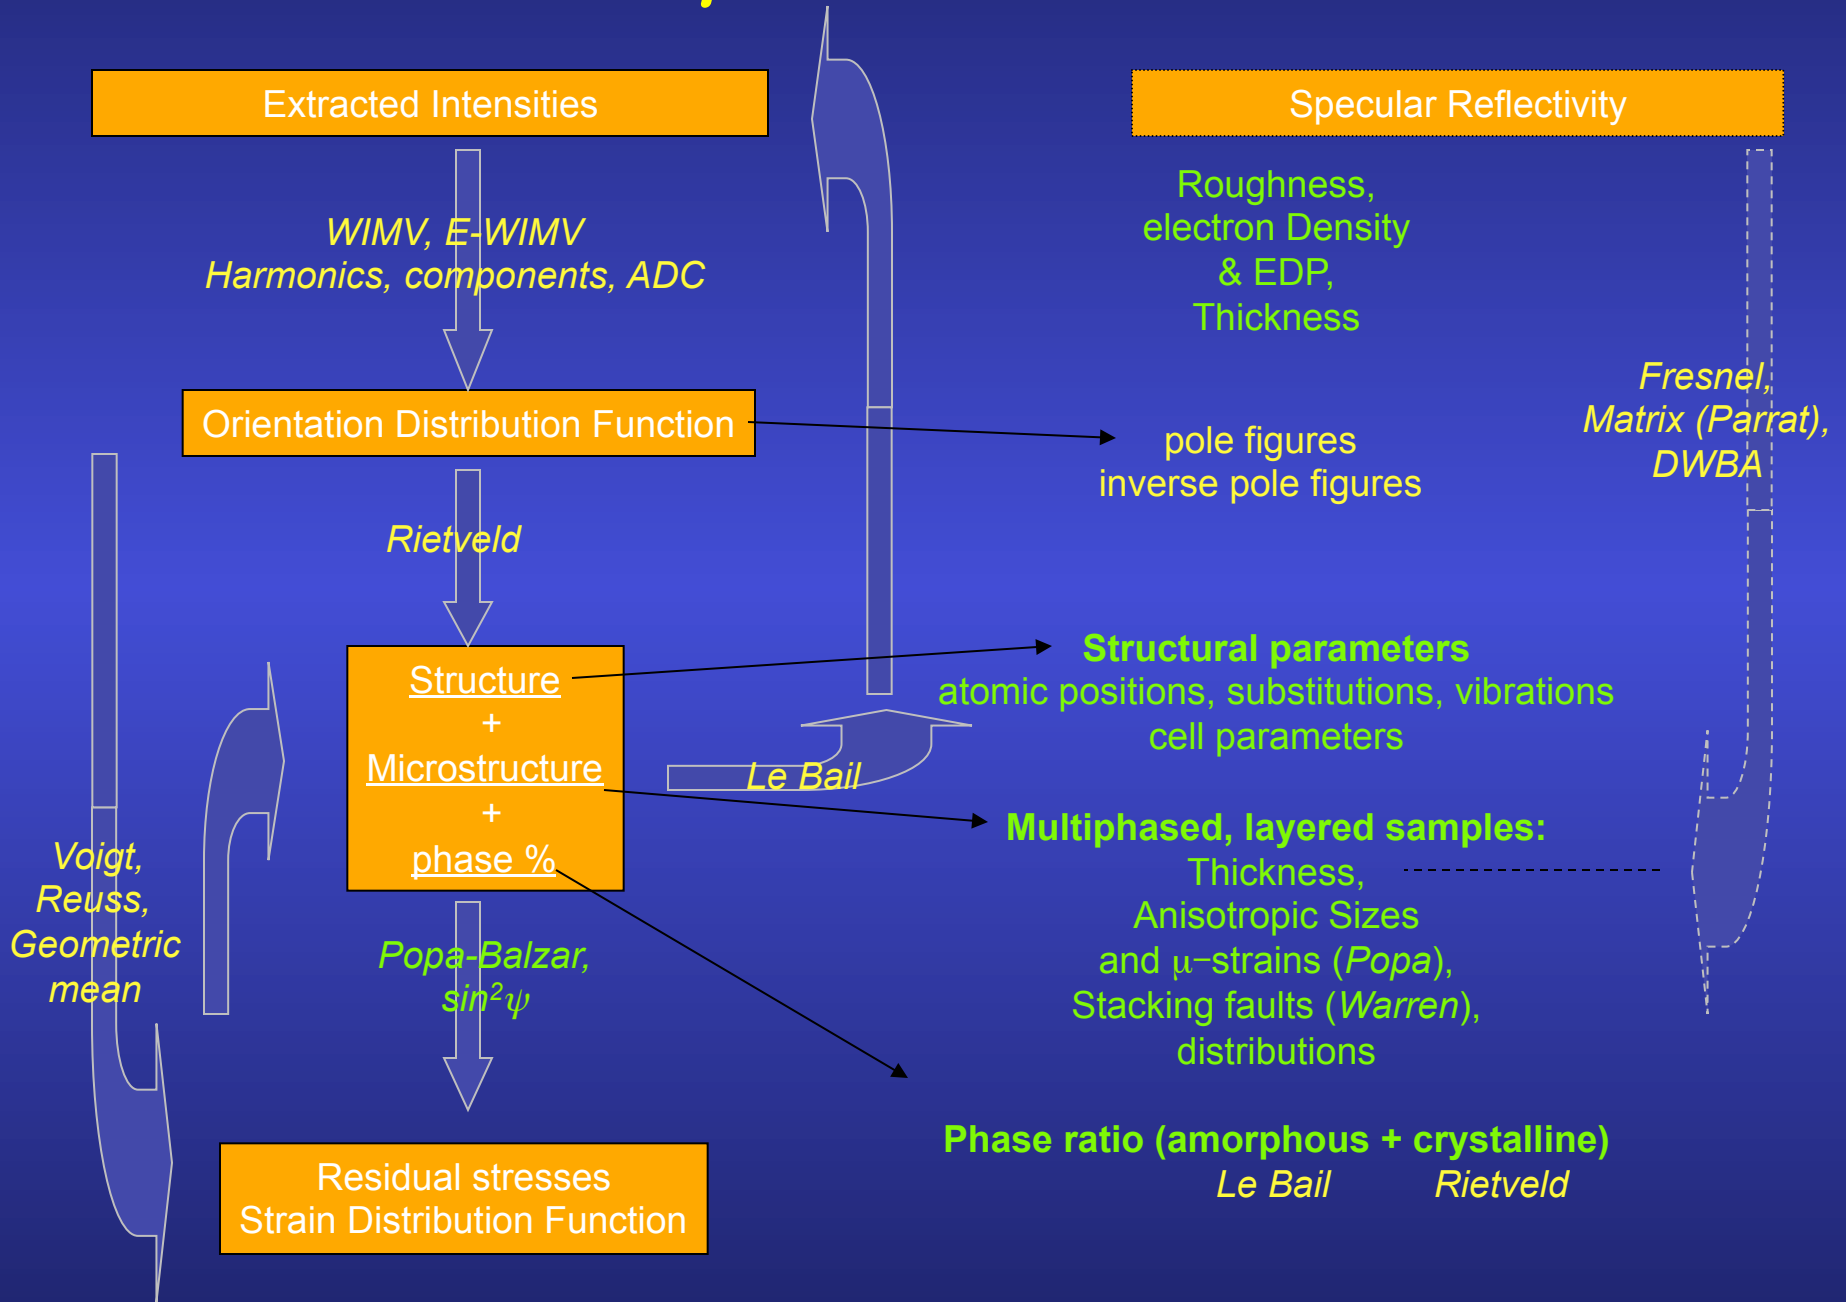 Extracted Intensities
Specular Reflectivity
WIMV, E-WIMV
Harmonics, components, ADC
Roughness,
electron Density
& EDP,
Thickness
Fresnel,
Matrix (Parrat),
DWBA
Orientation Distribution Function
pole figures
inverse pole figures
Rietveld
Structure
+
Microstructure
+
phase %
Le Bail
Structural parameters
atomic positions, substitutions, vibrations
cell parameters
Multiphased, layered samples:
Thickness,
Anisotropic Sizes
and μ–strains (Popa),
Stacking faults (Warren),
distributions
Voigt,
Reuss,
Geometric
mean
Popa-Balzar,
sin²ψ
Phase ratio (amorphous + crystalline)
Le Bail Rietveld
Residual stresses
Strain Distribution Function